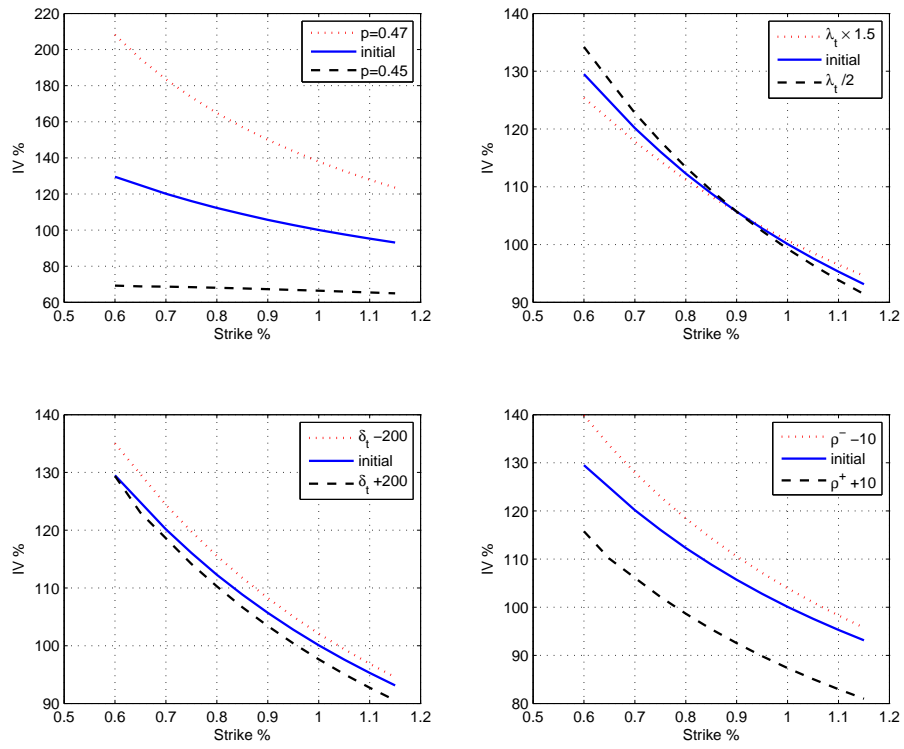 220
200
180
160
140
120
100
80
60
IV %
0.5 0.6 0.7 0.8 0.9 1 1.1 1.2
Strike %
p=0.47
initial
p=0.45
140
130
120
110
100
90
IV %
0.5 0.6 0.7 0.8 0.9 1 1.1 1.2
Strike %
λt × 1.5
initial
λt /2
140
130
120
110
100
90
IV %
0.5 0.6 0.7 0.8 0.9 1 1.1 1.2
Strike %
δt −200
initial
δt +200
140
130
120
110
100
90
80
IV %
0.5 0.6 0.7 0.8 0.9 1 1.1 1.2
Strike %
ρ− −10
initial
ρ+ +10